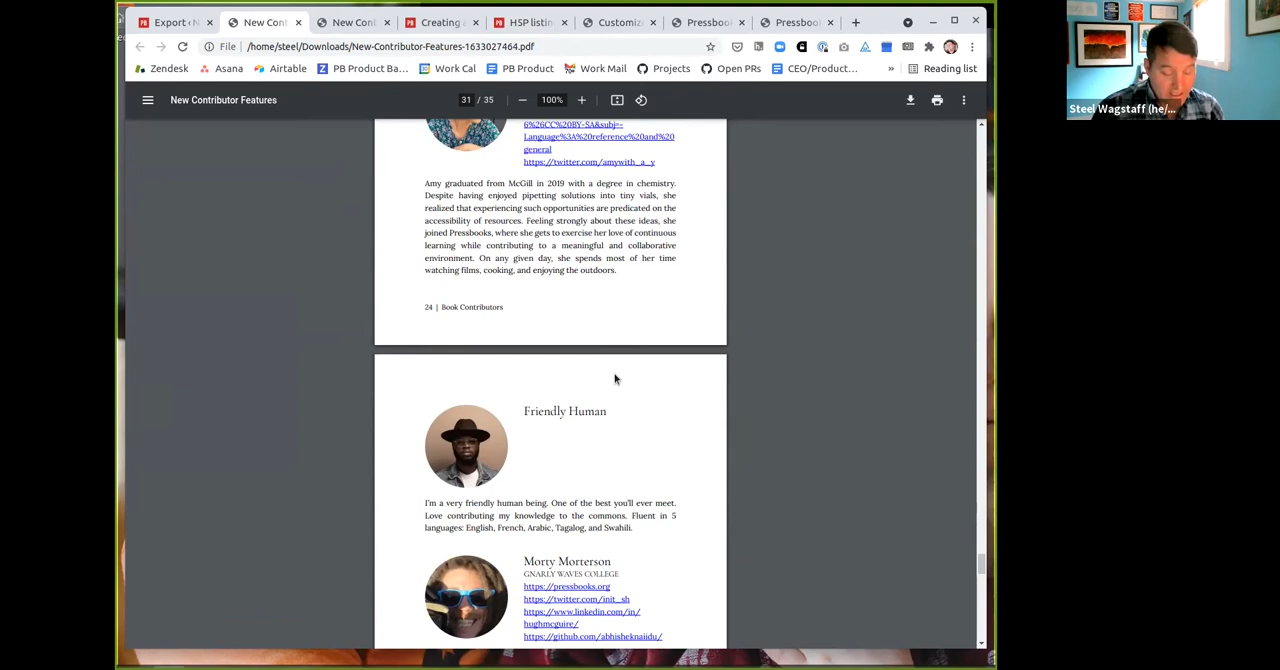 Export ‹ N
New Cont
New Cont
Creating a
H5P listin
Customiz
Pressbook
Pressbook
File
/home/steel/Downloads/New-Contributor-Features-1633027464.pdf
Zendesk
Asana
Airtable
PB Product Ba...
Work Cal
PB Product
Work Mail
Projects
Open PRs
CEO/Product...
»
Reading list
New Contributor Features
31 / 35
100%
Steel Wagstaff (he/...
6%26CC%20BY-SA&subj=-
Language%3A%20reference%20and%20
general
https://twitter.com/amywith_a_y
Amy graduated from McGill in 2019 with a degree in chemistry.
Despite having enjoyed pipetting solutions into tiny vials, she
realized that experiencing such opportunities are predicated on the
accessibility of resources. Feeling strongly about these ideas, she
joined Pressbooks, where she gets to exercise her love of continuous
learning while contributing to a meaningful and collaborative
environment. On any given day, she spends most of her time
watching films, cooking, and enjoying the outdoors.
24 | Book Contributors
Friendly Human
I'm a very friendly human being. One of the best you'll ever meet.
Love contributing my knowledge to the commons. Fluent in 5
languages: English, French, Arabic, Tagalog, and Swahili.
Morty Morterson
GNARLY WAVES COLLEGE
https://pressbooks.org
https://twitter.com/init_sh
https://www.linkedin.com/in/
hughmcguire/
https://github.com/abhisheknaiidu/